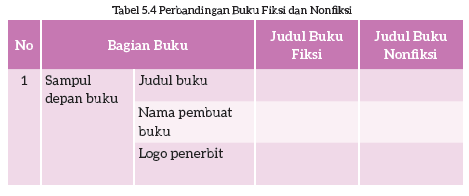 Tabel 5.4 Perbandingan Buku Fiksi dan Nonfiksi
No
Bagian Buku
Judul Buku
Fiksi
Judul Buku
Nonfiksi
1
Sampul
depan buku
Judul buku
Nama pembuat
buku
Logo penerbit